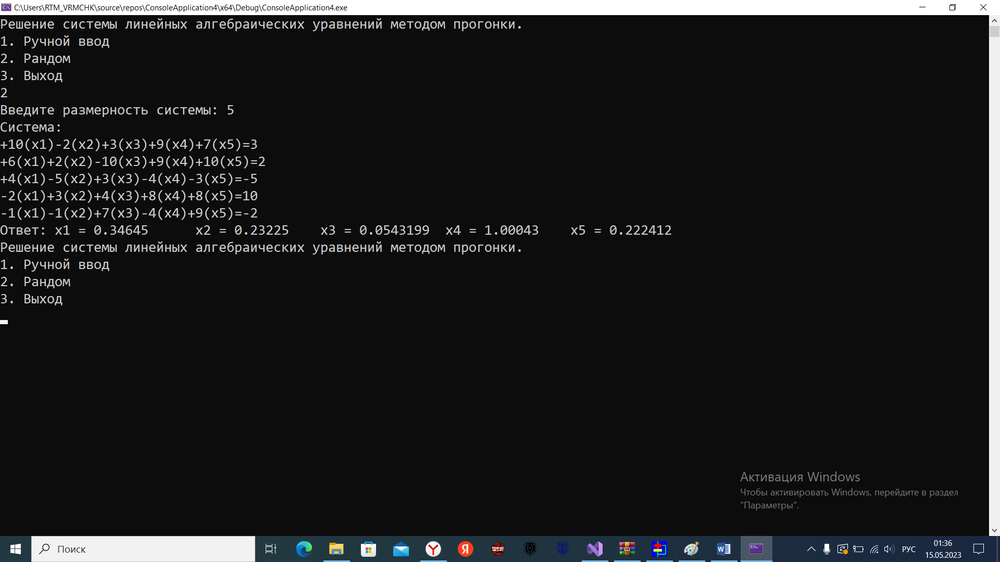 C:\Users\RTM_VRMCHK\source\repos\ConsoleApplication4\x64\Debug\ConsoleApplication4.exe
Решение системы линейных алгебраических уравнений методом прогонки.
1. Ручной ввод
2. Рандом
3. Выход
2
Введите размерность системы: 5
Система:
+10(x1)-2(x2)+3(x3)+9(x4)+7(x5)=3
+6(x1)+2(x2)-10(x3)+9(x4)+10(x5)=2
+4(x1)-5(x2)+3(x3)-4(x4)-3(x5)=-5
-2(x1)+3(x2)+4(x3)+8(x4)+8(x5)=10
-1(x1)-1(x2)+7(x3)-4(x4)+9(x5)=-2
Ответ: x1 = 0.34645 x2 = 0.23225 x3 = 0.0543199 x4 = 1.00043 x5 = 0.222412
Решение системы линейных алгебраических уравнений методом прогонки.
1. Ручной ввод
2. Рандом
3. Выход
Активация Windows
Чтобы активировать Windows, перейдите в раздел
"Параметры".
Поиск
РУС
01:36
15.05.2023